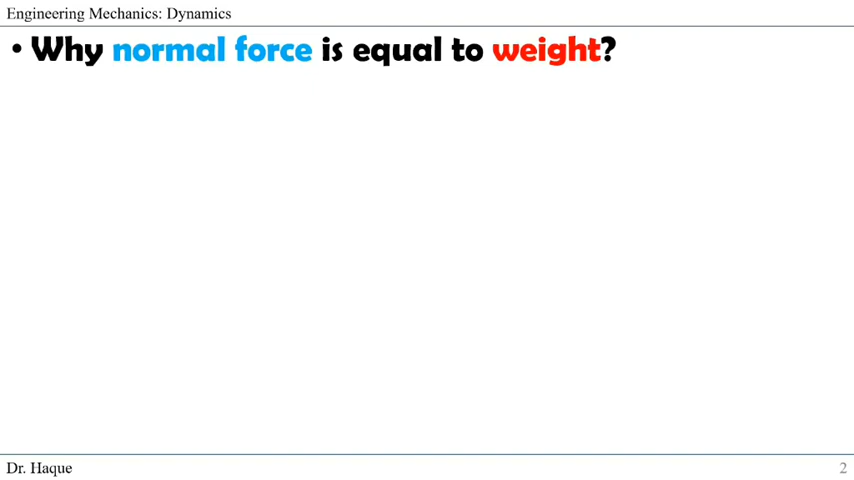 Engineering Mechanics: Dynamics
• Why normal force is equal to weight?
Dr. Haque
2